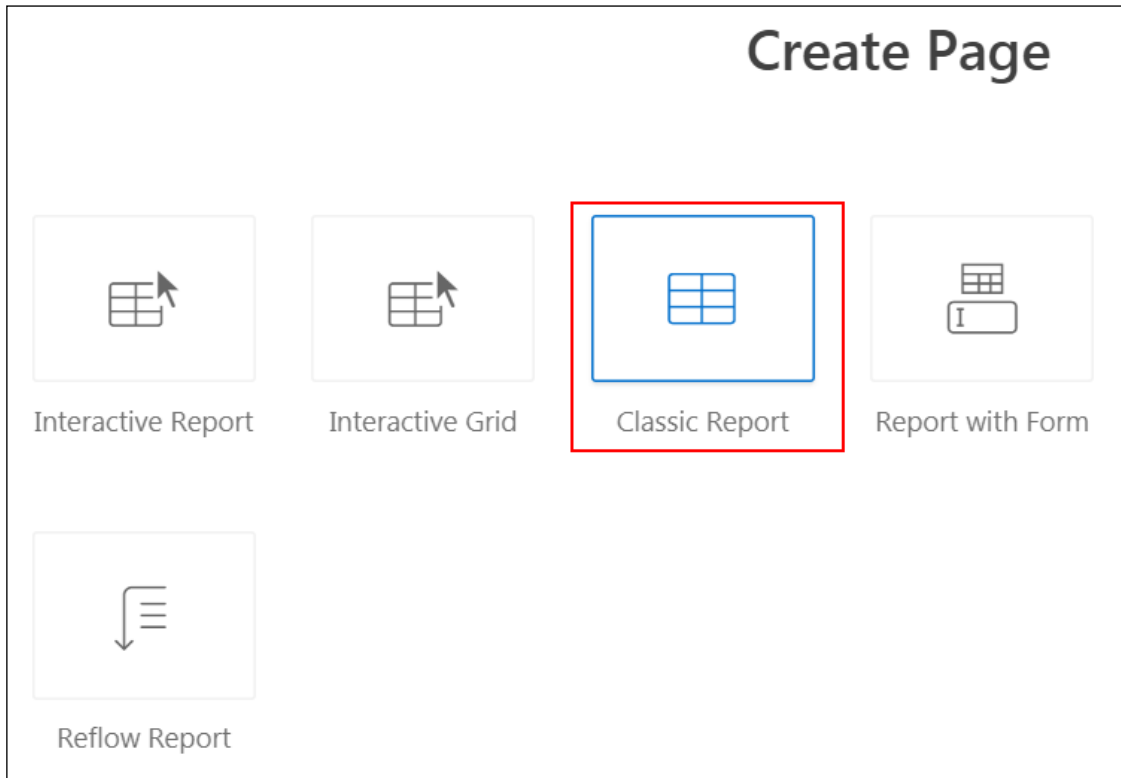 Create Page
Interactive Report
Interactive Grid
Classic Report
Report with Form
Reflow Report